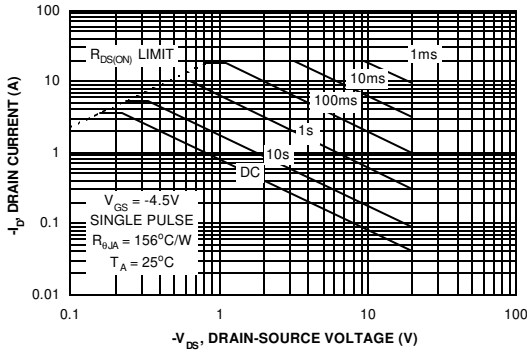 100
10
1
0.1
0.01
-I_D, DRAIN CURRENT (A)
R_DS(ON) LIMIT
1ms
10ms
100ms
1s
10s
DC
V_GS = -4.5V
SINGLE PULSE
R_θJA = 156°C/W
T_A = 25°C
0.1
1
10
100
-V_DS, DRAIN-SOURCE VOLTAGE (V)